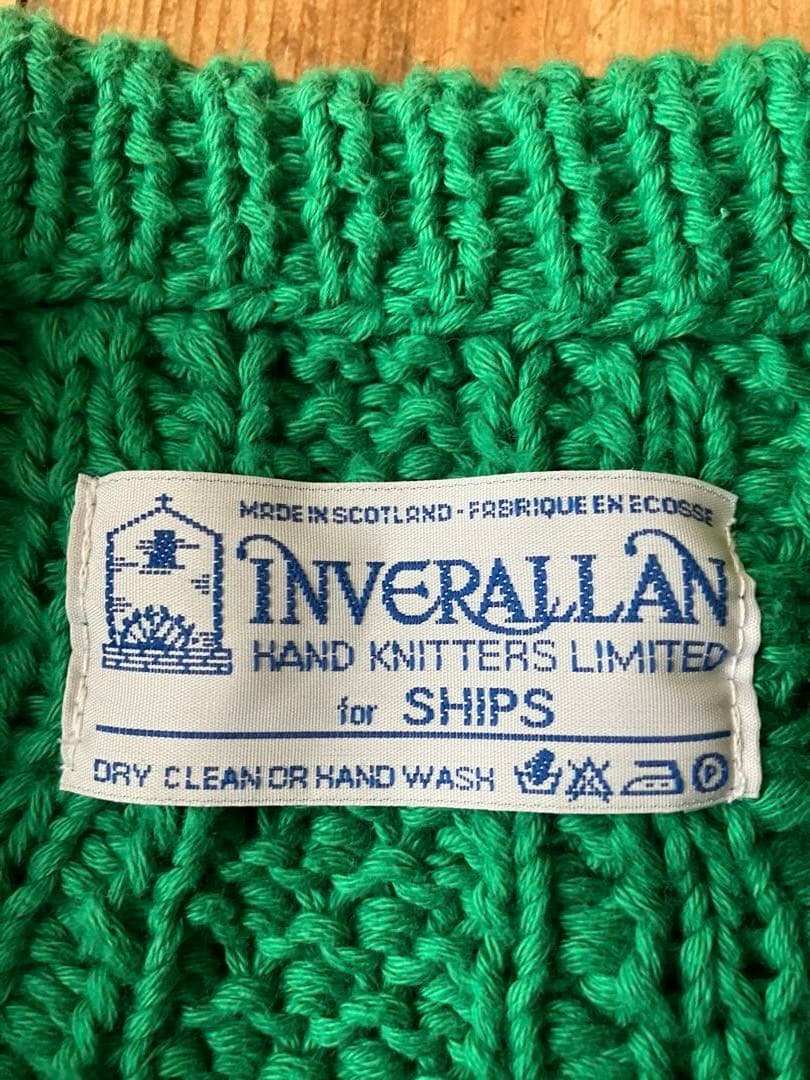 MADE IN SCOTLAND - FABRIQUE EN ECOSSE
INVERALLAN
HAND KNITTERS LIMITED
for SHIPS
DRY CLEAN OR HAND WASH P